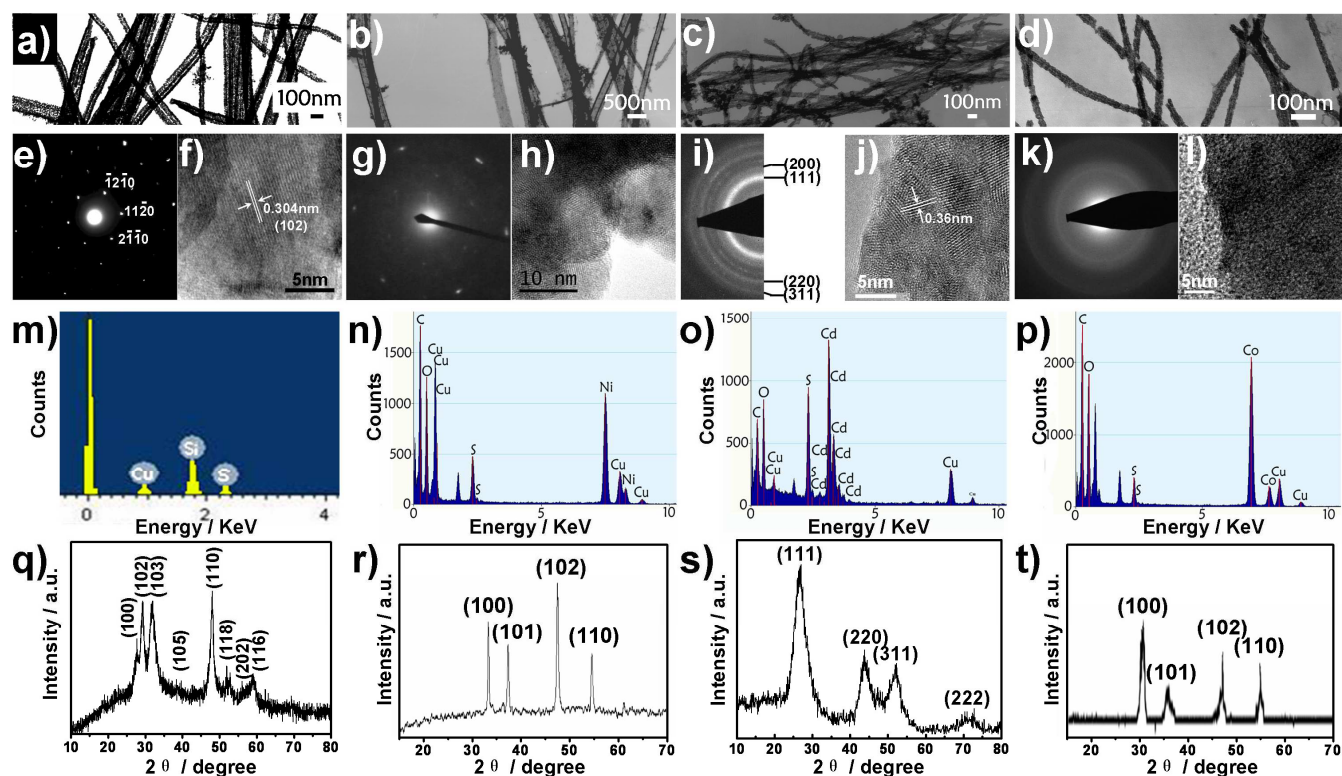 a)
100nm
b)
500nm
c)
100nm
d)
100nm
e)
1̄21̄0
112̄0
21̄1̄0
f)
0.304nm
(102)
5nm
g)
h)
10 nm
i)
(200)
(111)
(220)
(311)
j)
0.36nm
5nm
k)
l)
5nm
m)
Counts
Cu
Si
S
0
2
4
Energy / KeV
n)
Counts
1500
1000
500
0
C
Cu
Cu
O
Cu
S
S
Ni
Cu
Ni
Cu
0
5
10
Energy / KeV
o)
Counts
1500
1000
500
0
Cd
S
Cd
O
C
Cd
Cd
Cu
Cu
S
Cd
Cd
Cd
Cu
0
5
10
Energy / KeV
p)
Counts
2000
1000
0
C
O
Co
S
S
Co
Cu
Cu
0
5
10
Energy / KeV
q)
Intensity / a.u.
(100)
(102)
(103)
(105)
(110)
(118)
(202)
(116)
10 20 30 40 50 60 70 80
2 θ / degree
r)
Intensity / a.u.
(100)
(101)
(102)
(110)
20 30 40 50 60 70
2 θ / degree
s)
Intensity / a.u.
(111)
(220)
(311)
(222)
10 20 30 40 50 60 70 80
2 θ / degree
t)
Intensity / a.u.
(100)
(101)
(102)
(110)
20 30 40 50 60 70
2 θ / degree